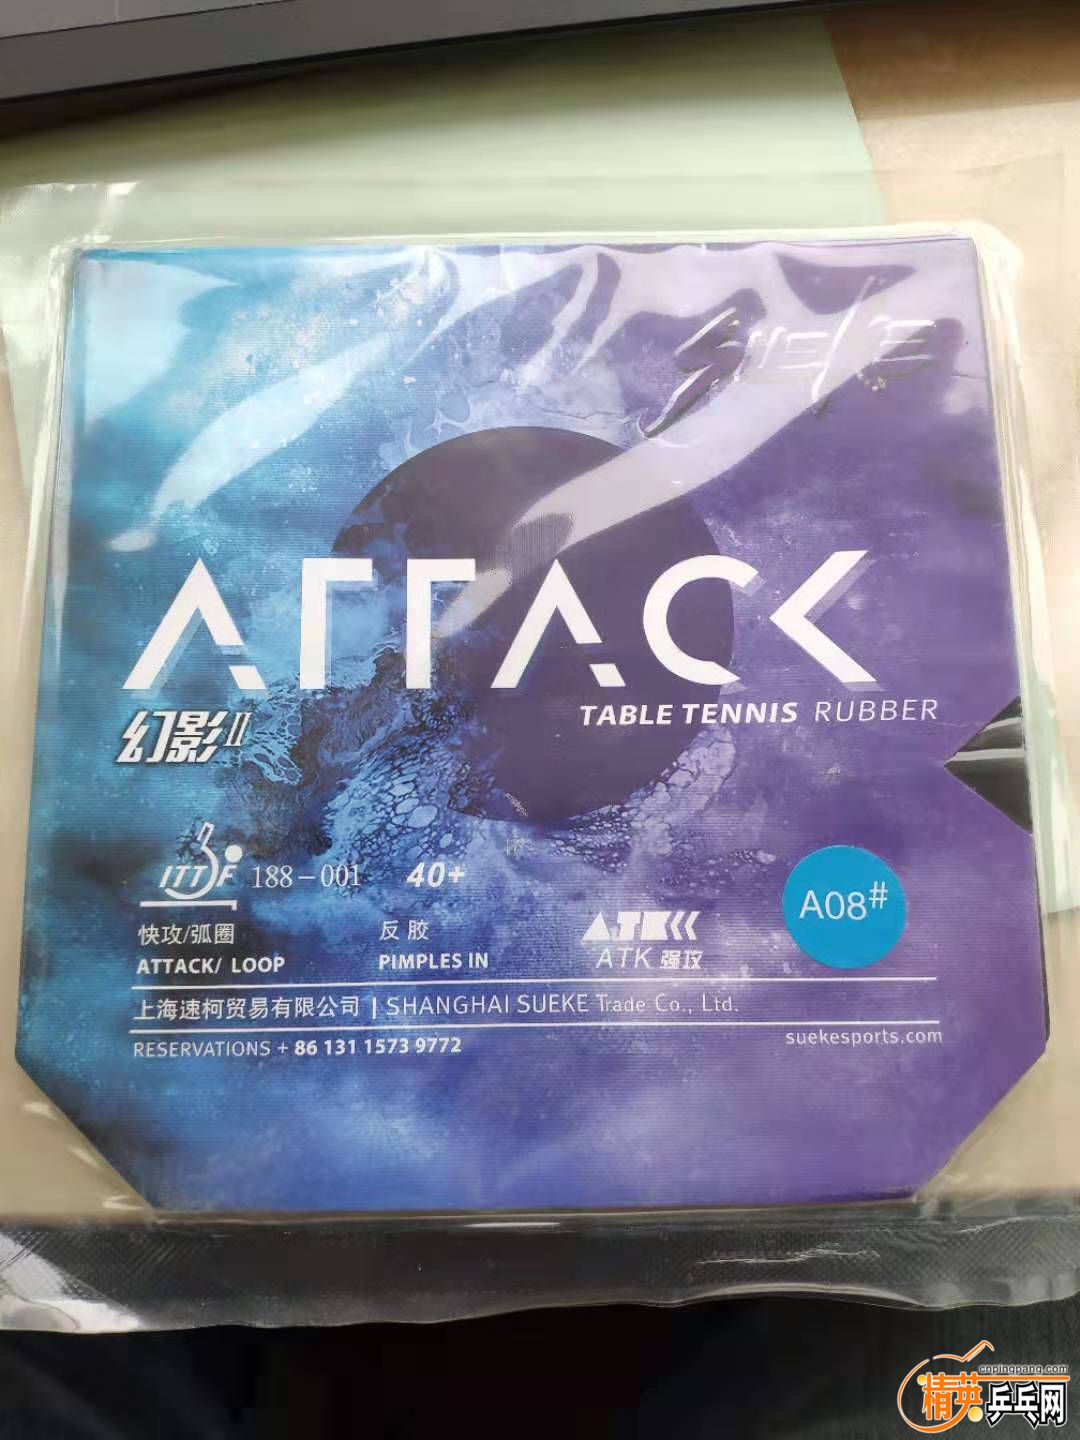 SUEKE
ATTACK
幻影II
TABLE TENNIS RUBBER
ITTF 188-001 40+
A08#
快攻/弧圈 反胶
ATTACK/ LOOP PIMPLES IN
ATK
ATK 强攻
上海速柯贸易有限公司 | SHANGHAI SUEKE Trade Co., Ltd.
RESERVATIONS + 86 131 1573 9772
suekesports.com
cnpingpang.com
精英乒乓网